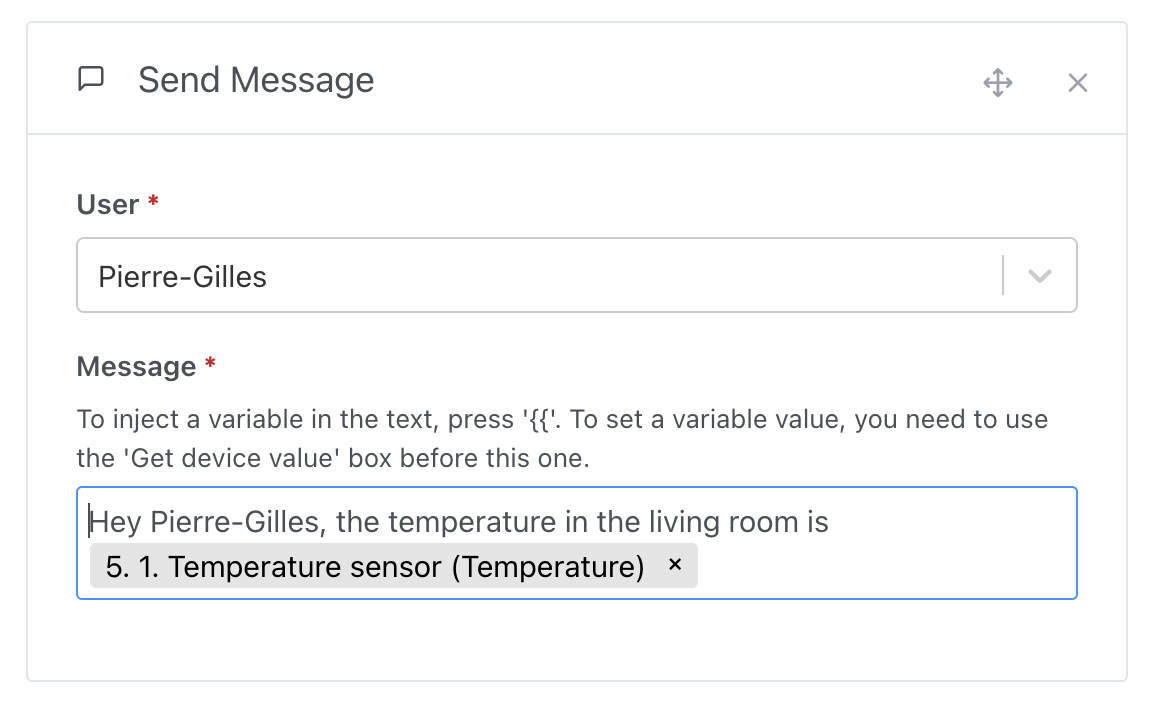 Send Message
User *
Pierre-Gilles
Message *
To inject a variable in the text, press '{{'. To set a variable value, you need to use
the 'Get device value' box before this one.
Hey Pierre-Gilles, the temperature in the living room is
5. 1. Temperature sensor (Temperature) ×